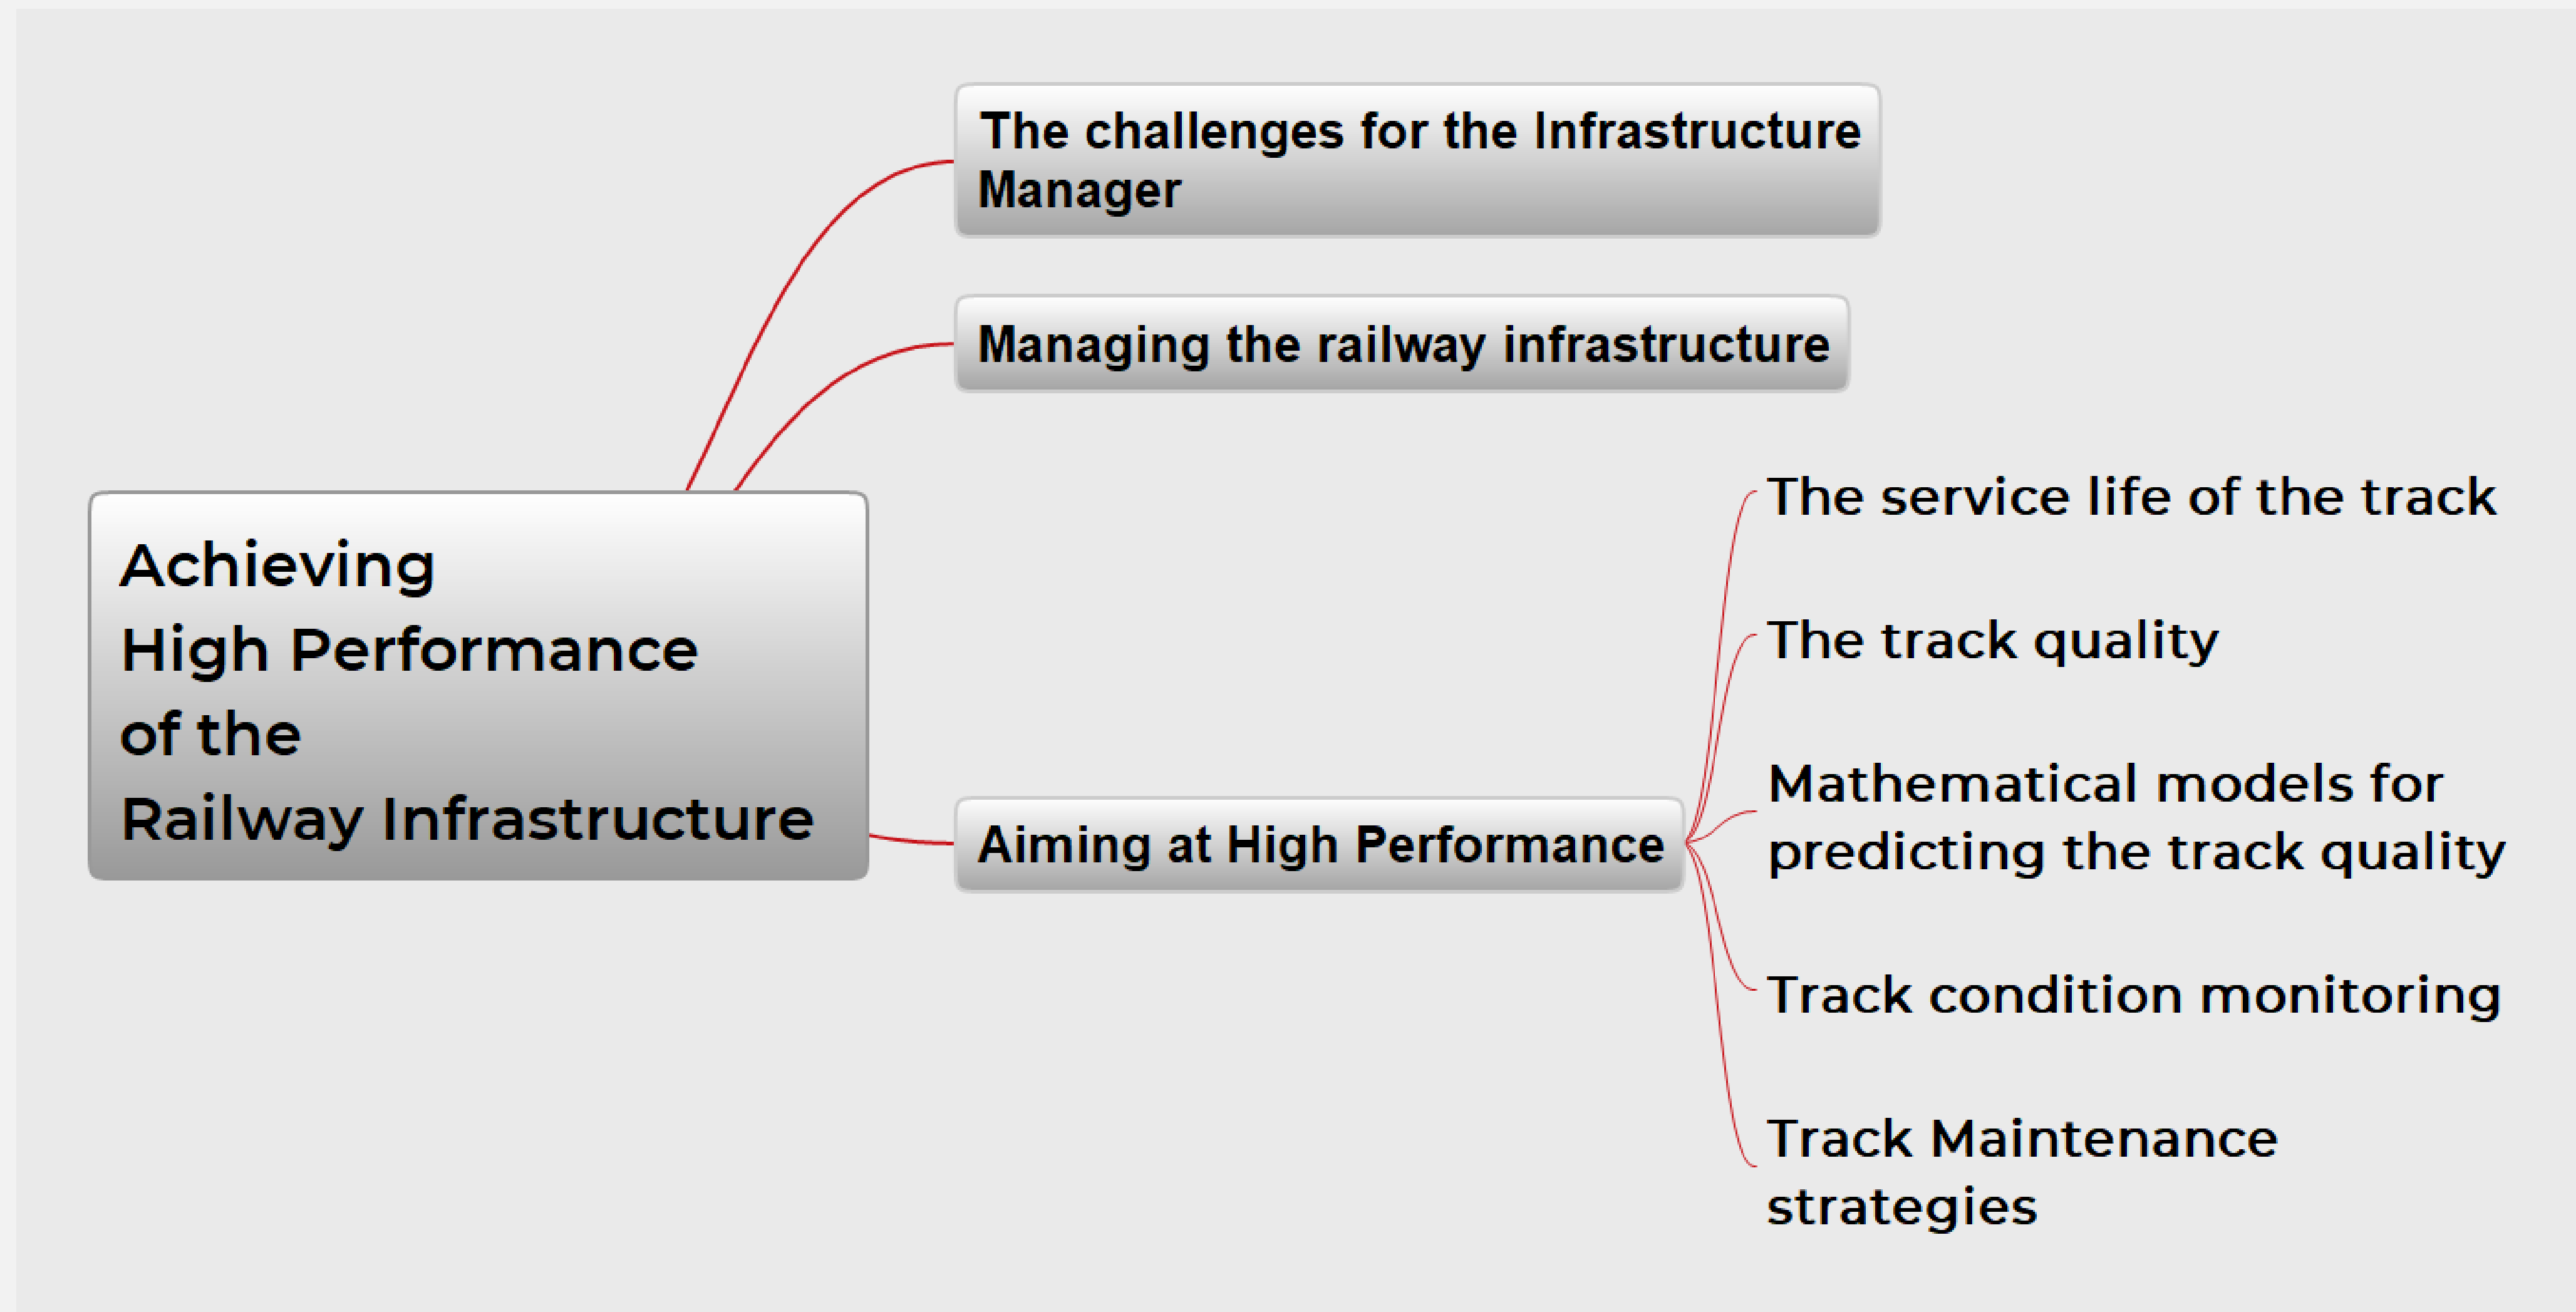 The challenges for the Infrastructure
Manager
Managing the railway infrastructure
Achieving
High Performance
of the
Railway Infrastructure
Aiming at High Performance
The service life of the track
The track quality
Mathematical models for
predicting the track quality
Track condition monitoring
Track Maintenance
strategies